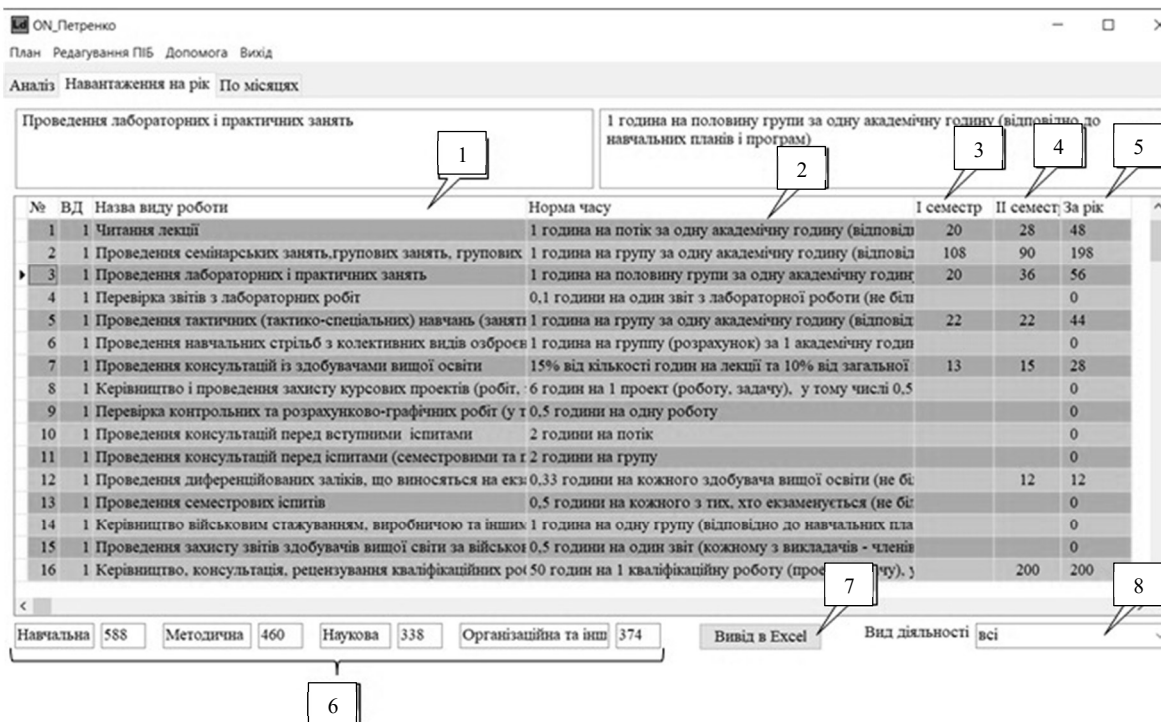 Ld ON_Петренко
План Редагування ПІБ Допомога Вихід
Аналіз Навантаження на рік По місяцях
Проведення лабораторних і практичних занять
1 година на половину групи за одну академічну годину (відповідно до
навчальних планів і програм)
1 2 3 4 5
№ ВД Назва виду роботи Норма часу І семестр ІІ семест За рік
1 1 Читання лекції 1 година на потік за одну академічну годину (відповіді 20 28 48
2 1 Проведення семінарських занять,групових занять, групових 1 година на групу за одну академічну годину (відповід 108 90 198
3 1 Проведення лабораторних і практичних занять 1 година на половину групи за одну академічну годин 20 36 56
4 1 Перевірка звітів з лабораторних робіт 0,1 години на один звіт з лабораторної роботи (не біл 0
5 1 Проведення тактичних (тактико-спеціальних) навчань (занят 1 година на групу за одну академічну годину (відповід 22 22 44
6 1 Проведення навчальних стрільб з колективних видів озброєн 1 година на группу (розрахунок) за 1 академічну годин 0
7 1 Проведення консультацій із здобувачами вищої освіти 15% від кількості годин на лекції та 10% від загальної 13 15 28
8 1 Керівництво і проведення захисту курсових проектів (робіт, 6 годин на 1 проект (роботу, задачу), у тому числі 0,5 0
9 1 Перевірка контрольних та розрахунково-графічних робіт (у т 0,5 години на одну роботу 0
10 1 Проведення консультацій перед вступними іспитами 2 години на потік 0
11 1 Проведення консультацій перед іспитами (семестровими та г 2 години на групу 0
12 1 Проведення диференційованих заліків, що виносяться на екз 0,33 години на кожного здобувача вищої освіти (не бі 12 12
13 1 Проведення семестрових іспитів 0,5 години на кожного з тих, хто екзаменується (не біл 0
14 1 Керівництво військовим стажуванням, виробничою та іншим 1 година на одну групу (відповідно до навчальних пла 0
15 1 Проведення захисту звітів здобувачів вищої світи за військов 0,5 години на один звіт (кожному з викладачів - членів 0
16 1 Керівництво, консультація, рецензування кваліфікаційних ро 50 годин на 1 кваліфікаційну роботу (прое чу), у 200 200
7 8
Навчальна 588 Методична 460 Наукова 338 Організаційна та інш 374 Вивід в Excel Вид діяльності всі
6